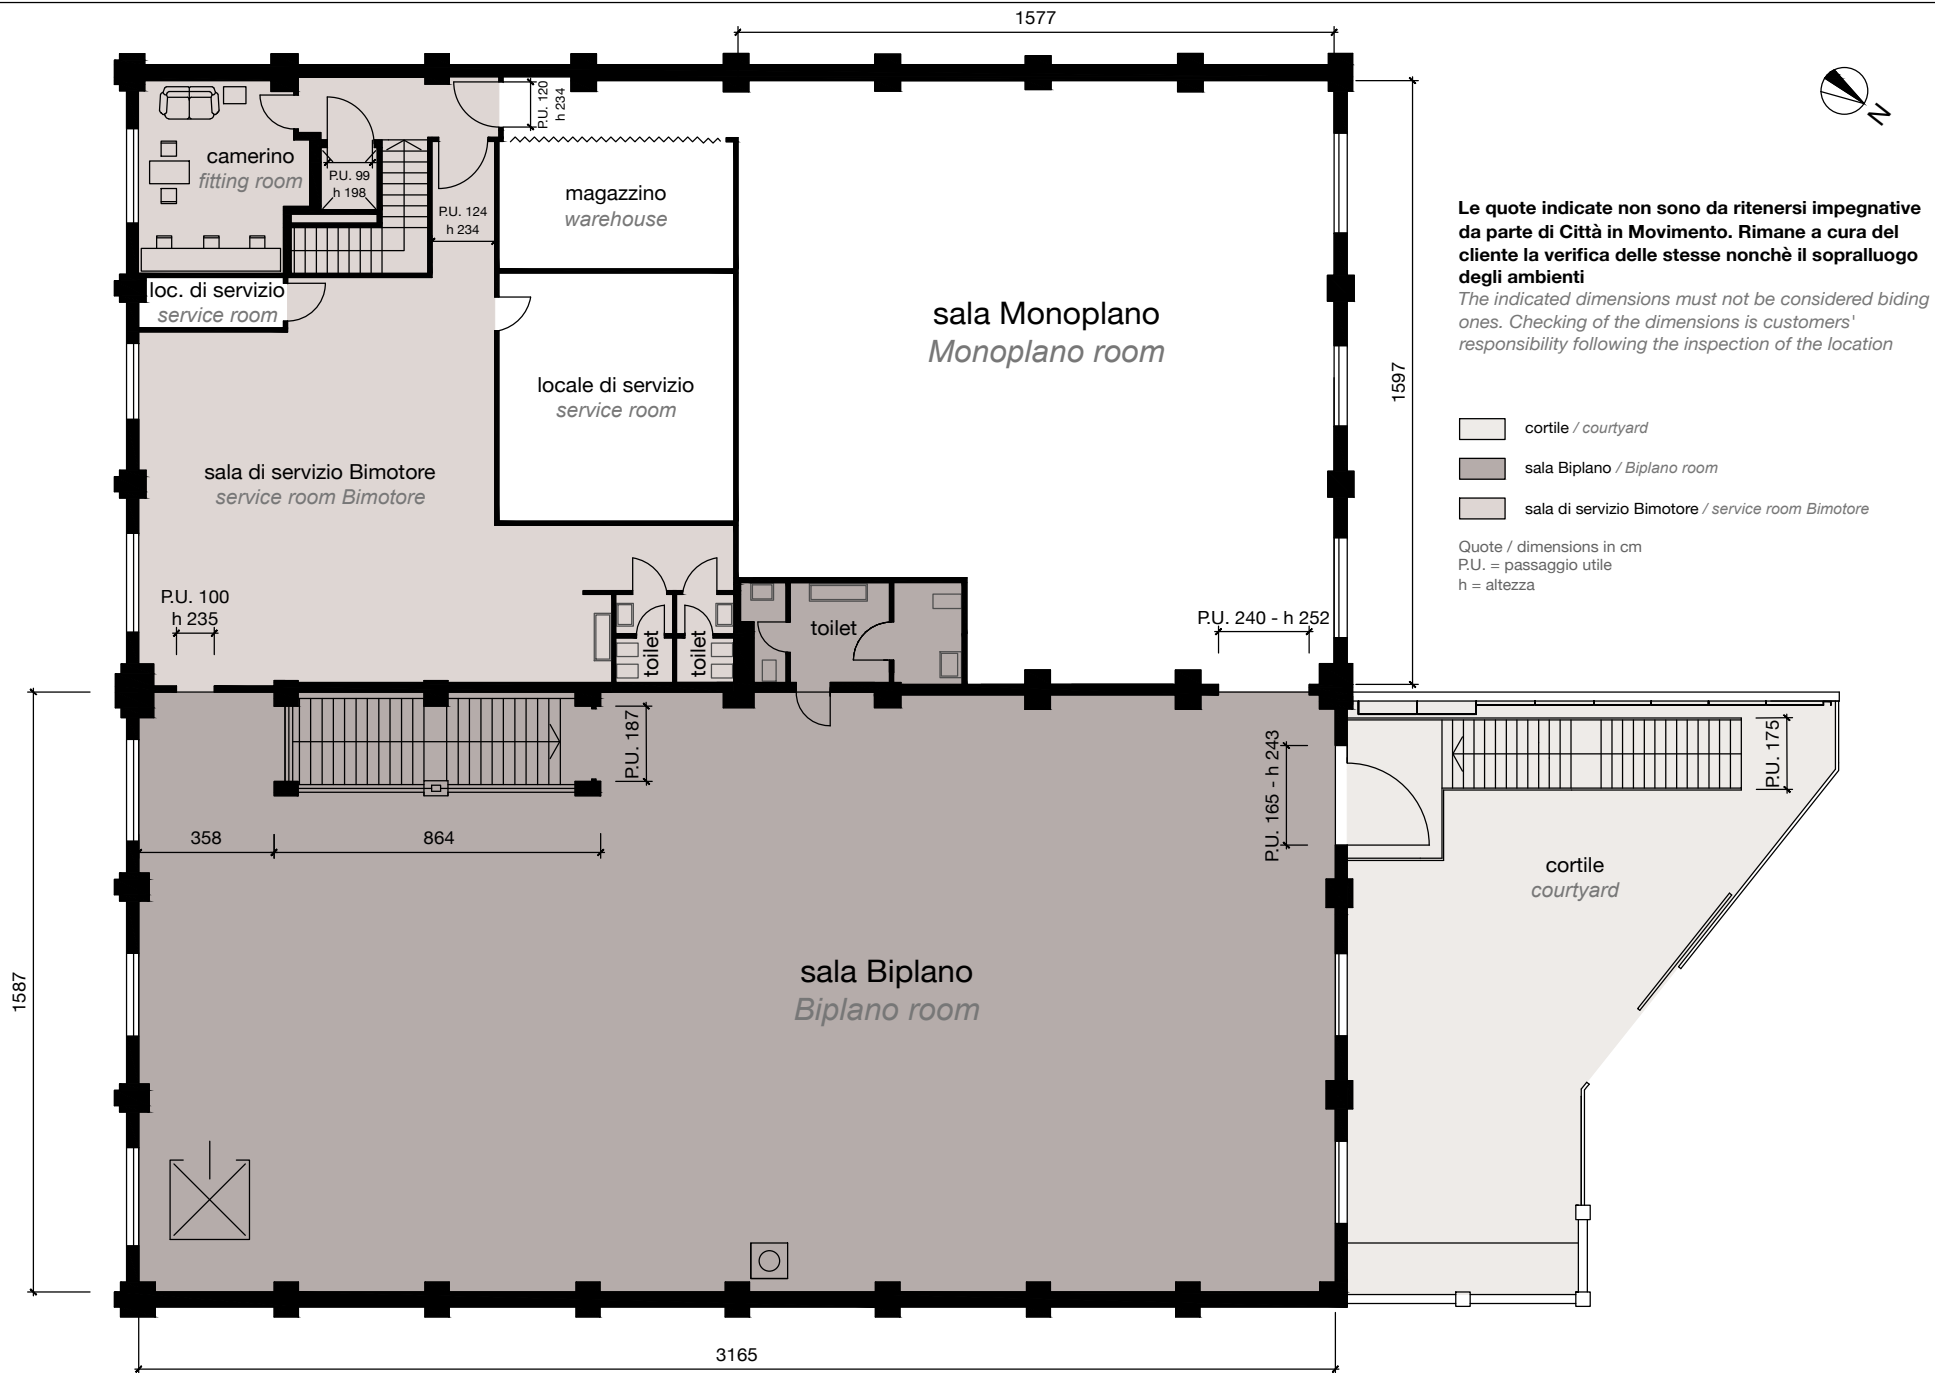 1577
P.U. 120
h 234
N
camerino
fitting room
P.U. 99
h 198
P.U. 124
h 234
magazzino
warehouse
loc. di servizio
service room
sala Monoplano
Monoplano room
1597
Le quote indicate non sono da ritenersi impegnative
da parte di Città in Movimento. Rimane a cura del
cliente la verifica delle stesse nonchè il sopralluogo
degli ambienti
The indicated dimensions must not be considered biding
ones. Checking of the dimensions is customers'
responsibility following the inspection of the location
locale di servizio
service room
cortile / courtyard
sala Biplano / Biplano room
sala di servizio Bimotore / service room Bimotore
Quote / dimensions in cm
P.U. = passaggio utile
h = altezza
sala di servizio Bimotore
service room Bimotore
P.U. 100
h 235
toilet
toilet
toilet
P.U. 240 - h 252
P.U. 187
P.U. 165 - h 243
P.U. 175
358
864
cortile
courtyard
1587
sala Biplano
Biplano room
3165